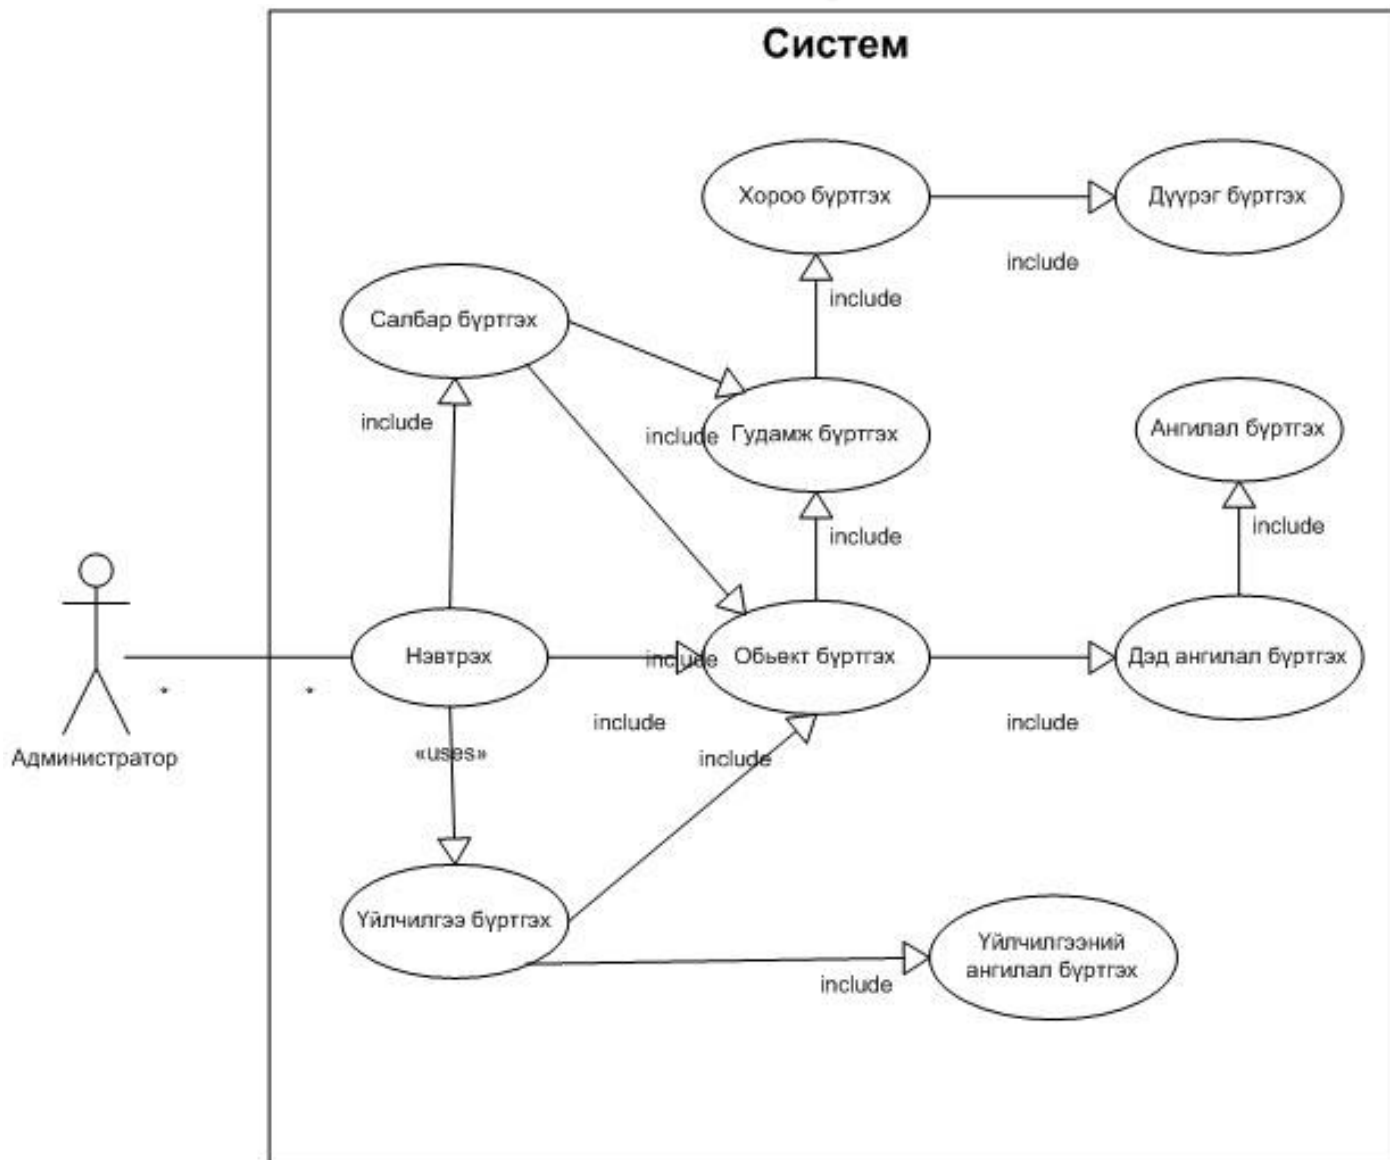 Систем
Хороо бүртгэх
Дүүрэг бүртгэх
include
include
Салбар бүртгэх
include
include
Гудамж бүртгэх
Ангилал бүртгэх
include
include
Нэвтрэх
include
Обьект бүртгэх
Дэд ангилал бүртгэх
*
*
include
include
Администратор
«uses»
include
Үйлчилгээ бүртгэх
Үйлчилгээний
ангилал бүртгэх
include